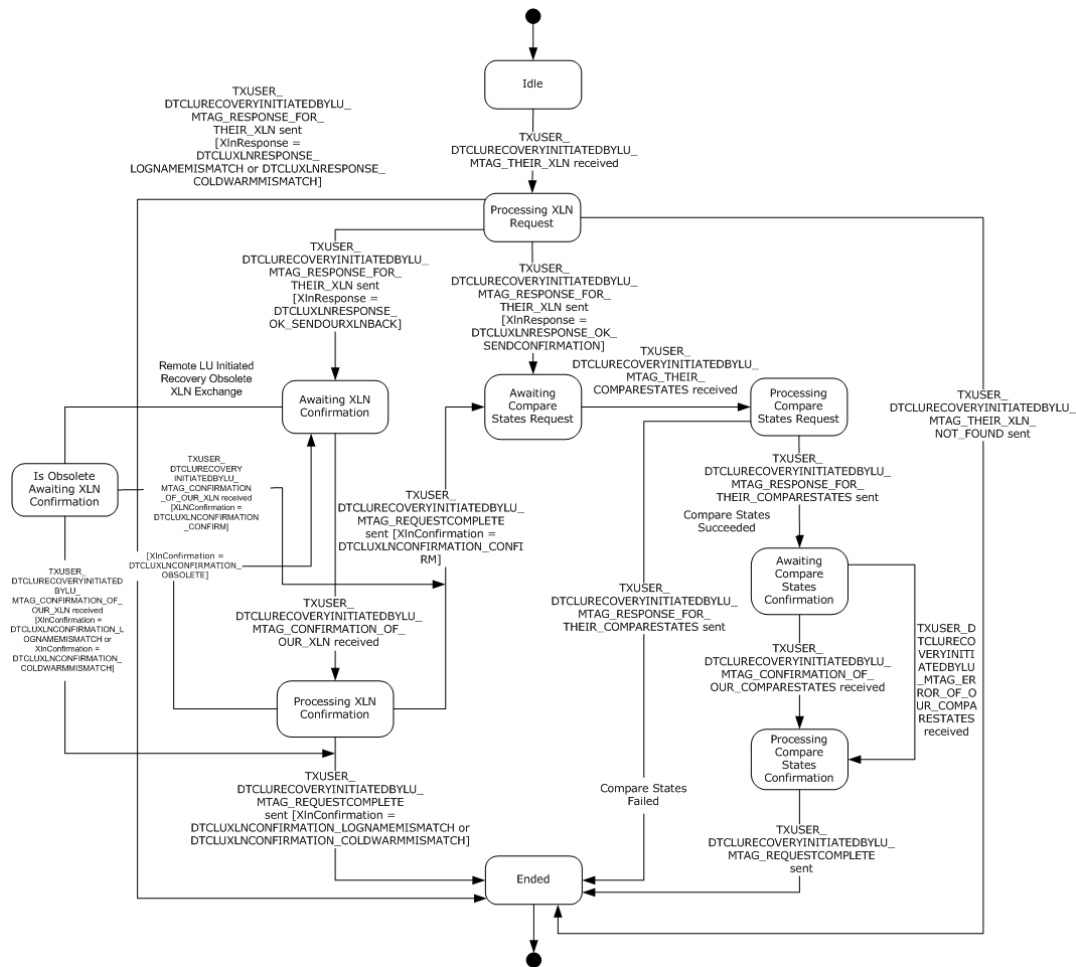 Idle
TXUSER_
DTCLURECOVERYINITIATEDBYLU_
MTAG_RESPONSE_FOR_
THEIR_XLN sent
[XlnResponse =
DTCLUXLNRESPONSE_
LOGNAMEMISMATCH or DTCLUXLNRESPONSE_
COLDWARMMISMATCH]
TXUSER_
DTCLURECOVERYINITIATEDBYLU_
MTAG_THEIR_XLN received
Processing XLN
Request
TXUSER_
DTCLURECOVERYINITIATEDBYLU_
MTAG_RESPONSE_FOR_
THEIR_XLN sent
[XlnResponse =
DTCLUXLNRESPONSE_
OK_SENDOURXLNBACK]
TXUSER_
DTCLURECOVERYINITIATEDBYLU_
MTAG_RESPONSE_FOR_
THEIR_XLN sent
[XlnResponse =
DTCLUXLNRESPONSE_OK_
SENDCONFIRMATION]
TXUSER_
DTCLURECOVERYINITIATEDBYLU_
MTAG_THEIR_
COMPARESTATES received
Remote LU Initiated
Recovery Obsolete
XLN Exchange
Awaiting XLN
Confirmation
Awaiting
Compare
States Request
Processing
Compare
States Request
TXUSER_
DTCLURECOVERYINITIATEDBYLU_
MTAG_THEIR_XLN_
NOT_FOUND sent
Is Obsolete
Awaiting XLN
Confirmation
TXUSER_
DTCLURECOVERY
INITIATEDBYLU_
MTAG_CONFIRMATION
_OF_OUR_XLN received
[XLNConfirmation =
DTCLUXLNCONFIRMATION
_CONFIRM]
TXUSER_
DTCLURECOVERYINITIATEDBYLU_
MTAG_REQUESTCOMPLETE
sent [XlnConfirmation =
DTCLUXLNCONFIRMATION_CONFI
RM]
TXUSER_
DTCLURECOVERYINITIATEDBYLU_
MTAG_RESPONSE_FOR_
THEIR_COMPARESTATES sent
Compare States
Succeeded
[XlnConfirmation =
DTCLUXLNCONFIRMATION_
OBSOLETE]
TXUSER_
DTCLURECOVERYINITIATED
BYLU_
MTAG_CONFIRMATION_OF_
OUR_XLN received
[XlnConfirmation =
DTCLUXLNCONFIRMATION_L
OGNAMEMISMATCH or
XlnConfirmation =
DTCLUXLNCONFIRMATION_
COLDWARMMISMATCH]
Awaiting
Compare
States
Confirmation
TXUSER_
DTCLURECOVERYINITIATEDBYLU_
MTAG_CONFIRMATION_OF_
OUR_XLN received
TXUSER_
DTCLURECOVERYINITIATEDBYLU_
MTAG_RESPONSE_FOR_
THEIR_COMPARESTATES sent
TXUSER_
DTCLURECOVERYINITIATEDBYLU_
MTAG_CONFIRMATION_OF_
OUR_COMPARESTATES received
TXUSER_D
TCLURECO
VERYINITI
ATEDBYLU
_MTAG_ER
ROR_OF_O
UR_COMPA
RESTATES
received
Processing XLN
Confirmation
Processing
Compare
States
Confirmation
TXUSER_
DTCLURECOVERYINITIATEDBYLU_
MTAG_REQUESTCOMPLETE
sent [XlnConfirmation =
DTCLUXLNCONFIRMATION_LOGNAMEMISMATCH or
DTCLUXLNCONFIRMATION_COLDWARMMISMATCH]
Compare States
Failed
TXUSER_
DTCLURECOVERYINITIATEDBYLU_
MTAG_REQUESTCOMPLETE
sent
Ended